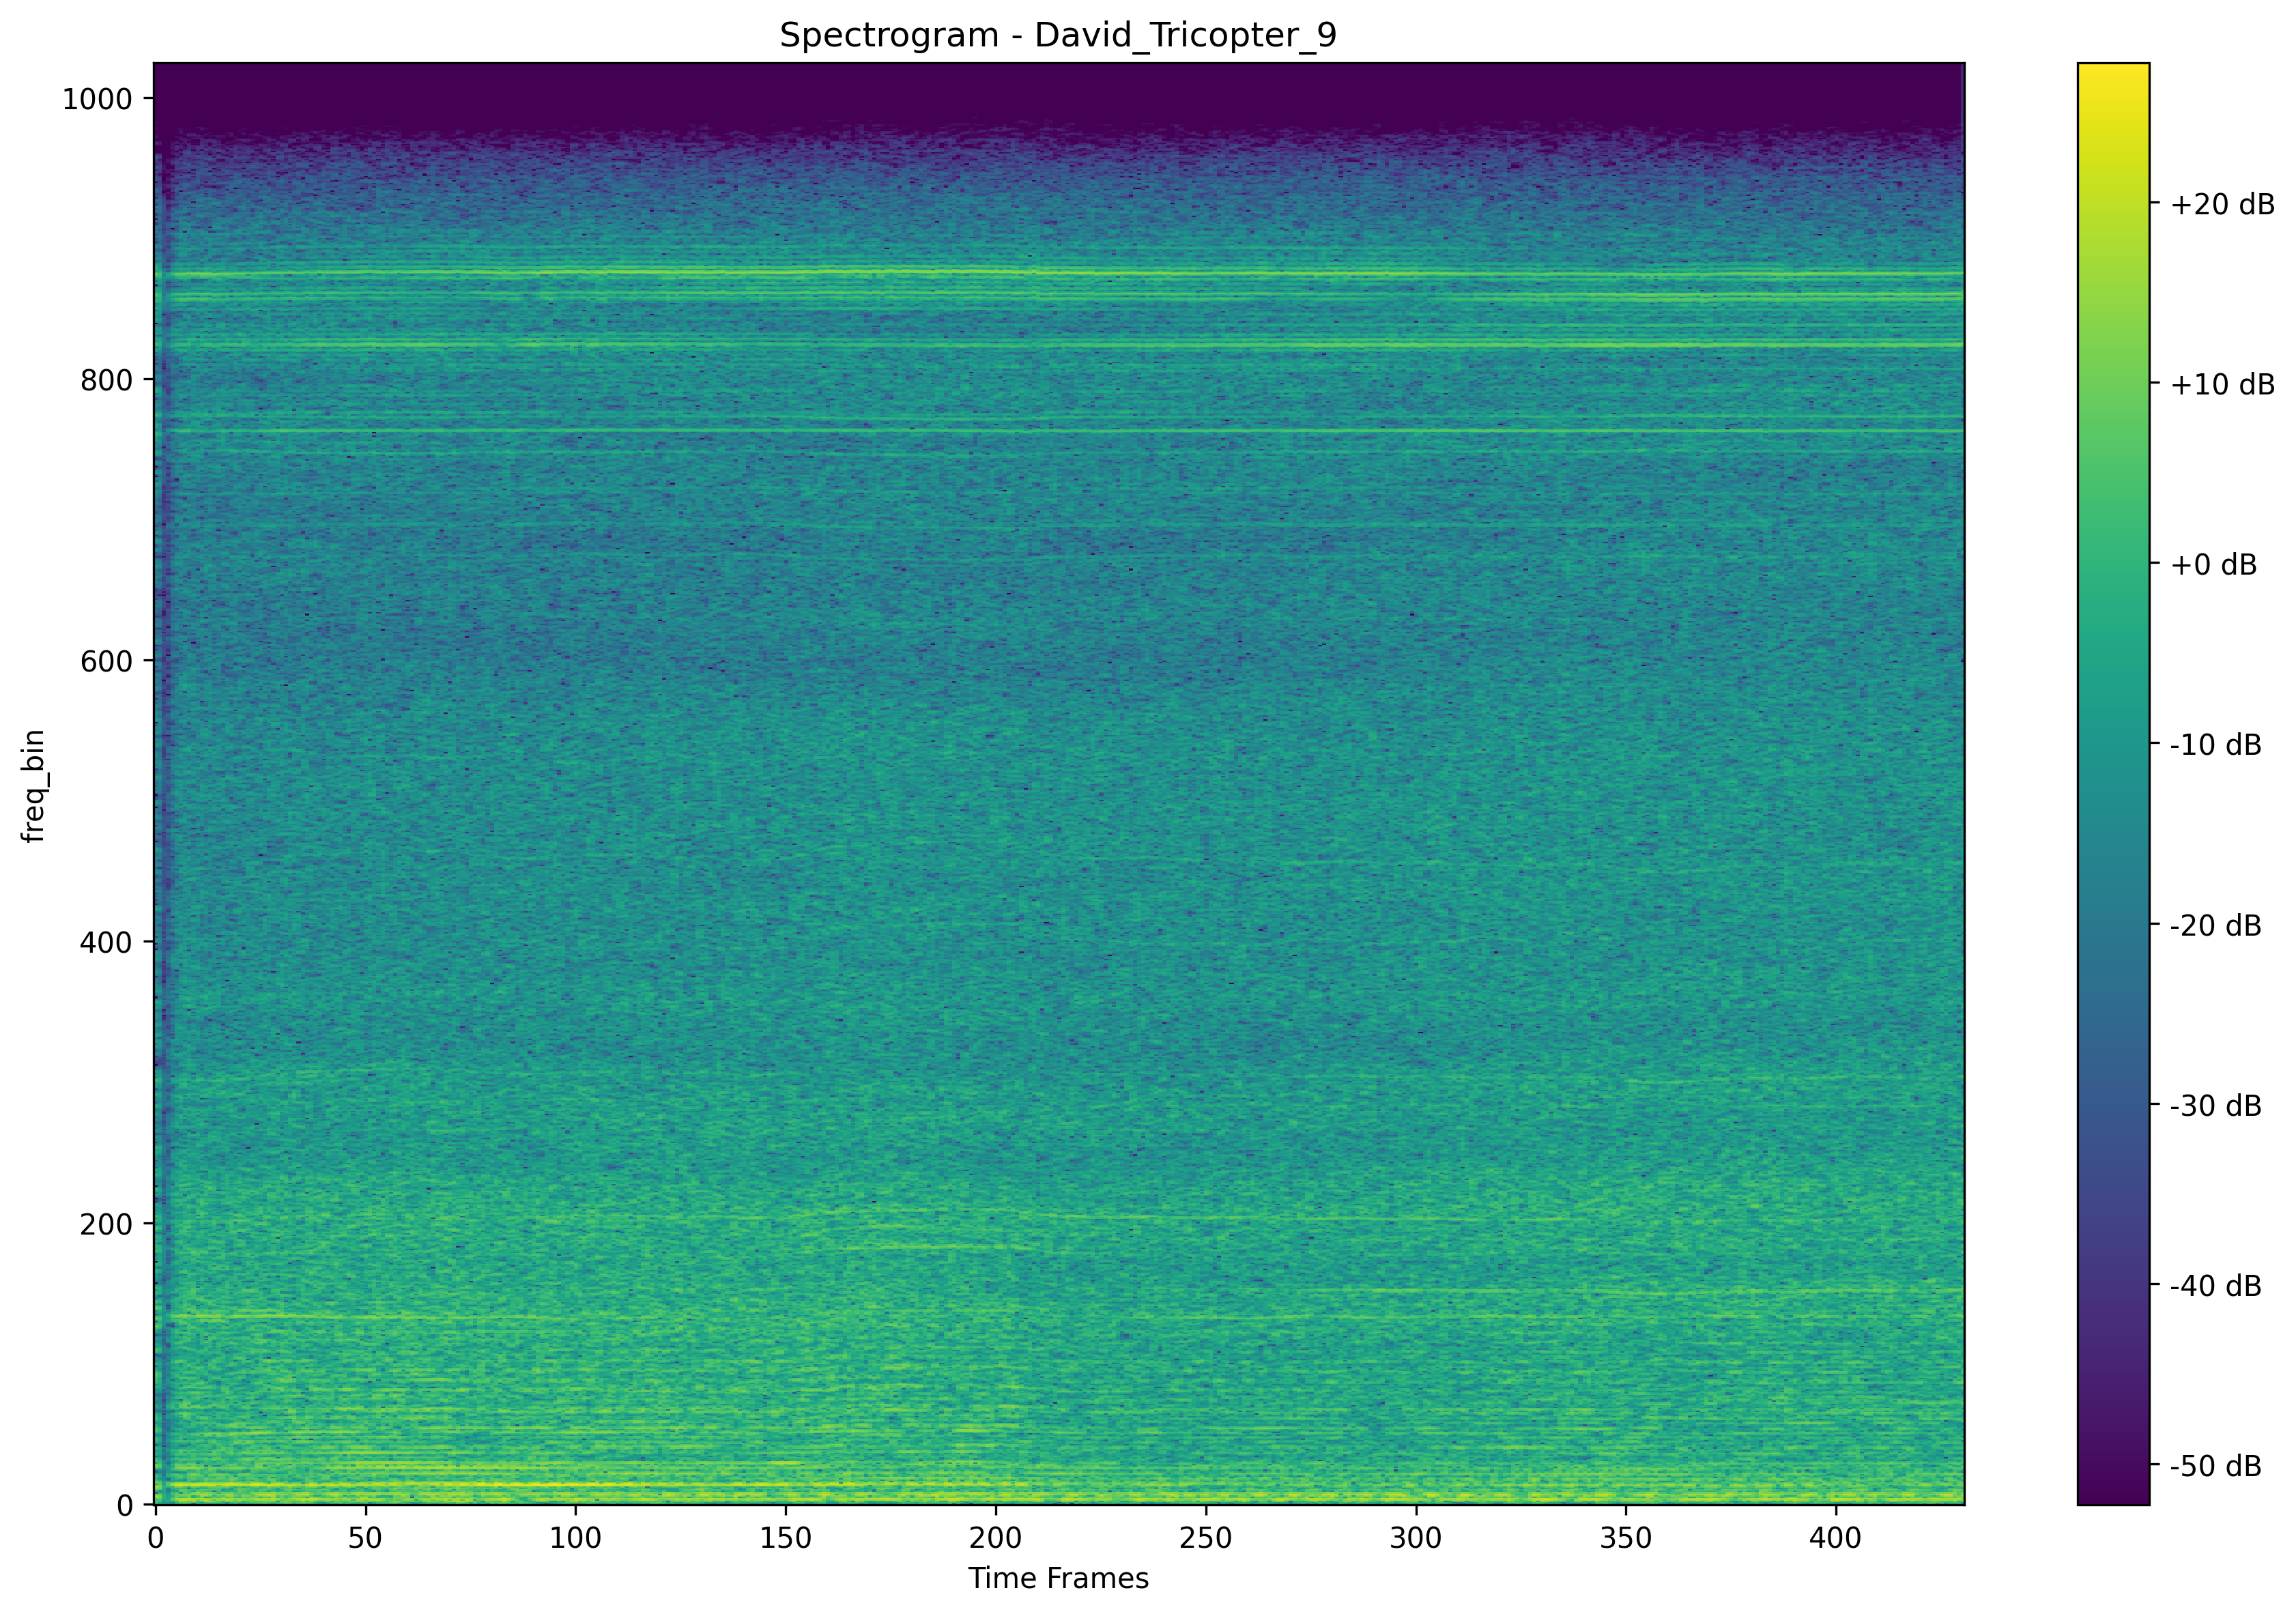 Spectrogram - David_Tricopter_9
1000
800
600
400
200
0
freq_bin
0 50 100 150 200 250 300 350 400
Time Frames
+20 dB
+10 dB
+0 dB
-10 dB
-20 dB
-30 dB
-40 dB
-50 dB